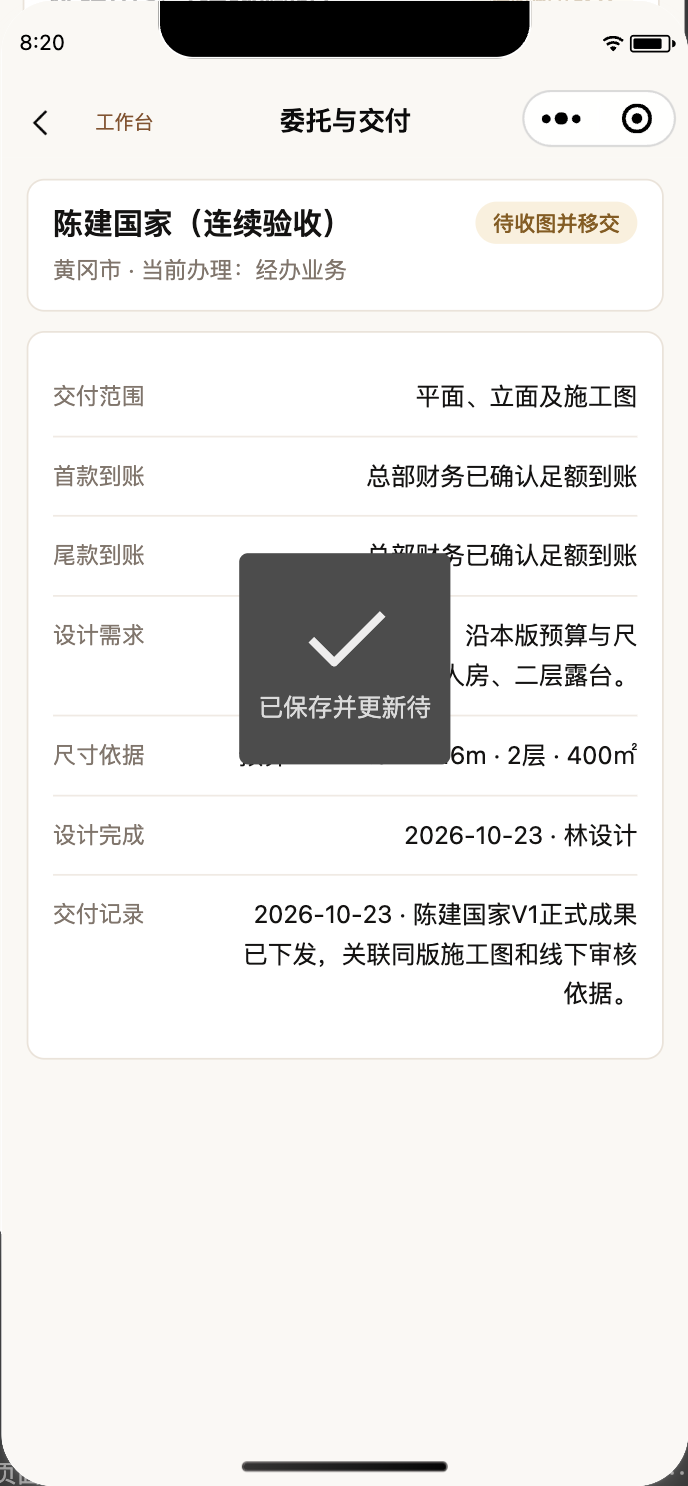 8:20
工作台
委托与交付
陈建国家（连续验收）
待收图并移交
黄冈市 · 当前办理：经办业务
交付范围
平面、立面及施工图
首款到账
总部财务已确认足额到账
尾款到账
总部财务已确认足额到账
设计需求
沿本版预算与尺
人房、二层露台。
已保存并更新待
尺寸依据
6m · 2层 · 400㎡
设计完成
2026-10-23 · 林设计
交付记录
2026-10-23 · 陈建国家V1正式成果
已下发，关联同版施工图和线下审核
依据。